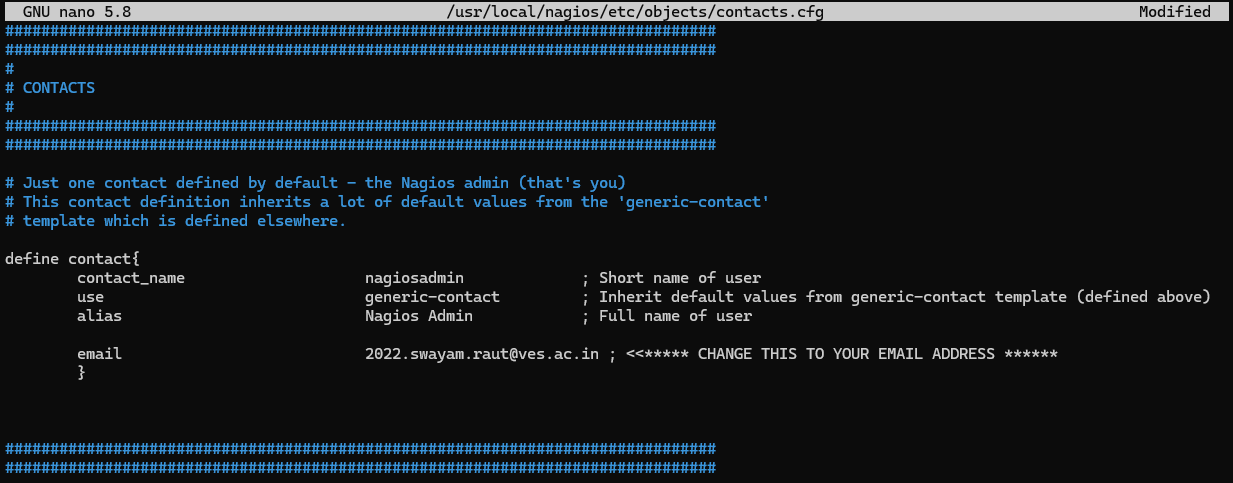 GNU nano 5.8 /usr/local/nagios/etc/objects/contacts.cfg Modified
###############################################################################
###############################################################################
#
# CONTACTS
#
###############################################################################
###############################################################################
# Just one contact defined by default - the Nagios admin (that's you)
# This contact definition inherits a lot of default values from the 'generic-contact'
# template which is defined elsewhere.
define contact{
        contact_name                    nagiosadmin             ; Short name of user
        use                             generic-contact         ; Inherit default values from generic-contact template (defined above)
        alias                           Nagios Admin            ; Full name of user
        email                           2022.swayam.raut@ves.ac.in ; <<***** CHANGE THIS TO YOUR EMAIL ADDRESS ******
        }
###############################################################################
###############################################################################